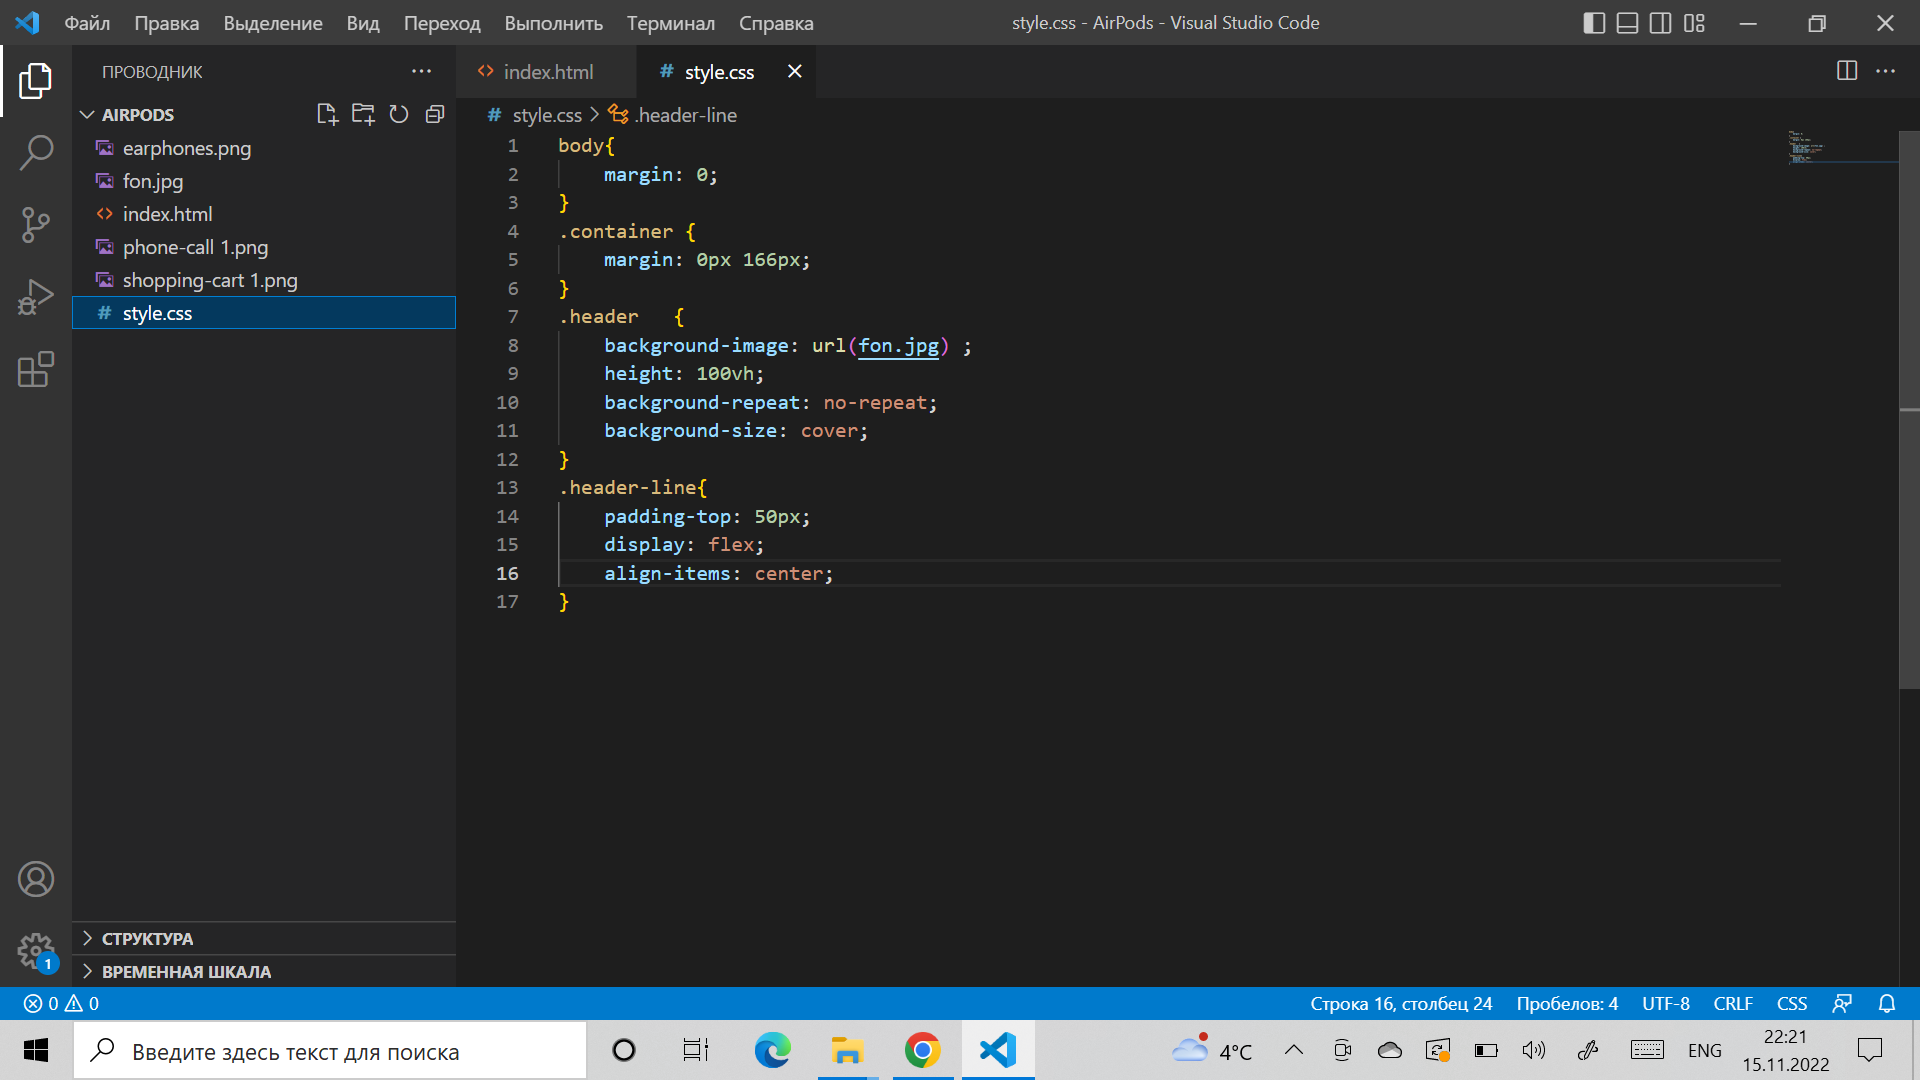 Файл Правка Выделение Вид Переход Выполнить Терминал Справка
style.css - AirPods - Visual Studio Code
ПРОВОДНИК
AIRPODS
earphones.png
fon.jpg
index.html
phone-call 1.png
shopping-cart 1.png
# style.css
СТРУКТУРА
ВРЕМЕННАЯ ШКАЛА
index.html
# style.css
# style.css > .header-line
1 body{
2 margin: 0;
3 }
4 .container {
5 margin: 0px 166px;
6 }
7 .header   {
8 background-image: url(fon.jpg) ;
9 height: 100vh;
10 background-repeat: no-repeat;
11 background-size: cover;
12 }
13 .header-line{
14 padding-top: 50px;
15 display: flex;
16 align-items: center;
17 }
1
0 0
Строка 16, столбец 24 Пробелов: 4 UTF-8 CRLF CSS
Введите здесь текст для поиска
4°C
ENG
22:21
15.11.2022